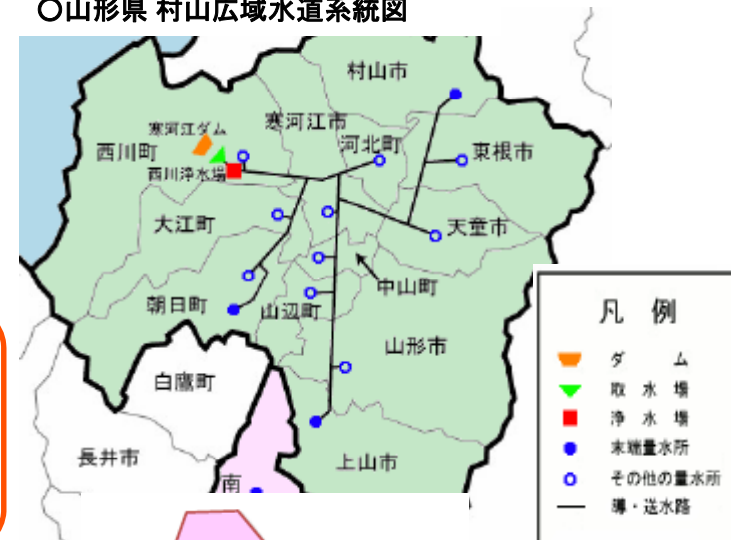 〇山形県 村山広域水道系統図
村山市
寒河江ダム
寒河江市
河北町
西川町
東根市
西川浄水場
大江町
天童市
中山町
朝日町
山辺町
山形市
白鷹町
長井市
上山市
南
凡 例
ダ ム
取 水 場
浄 水 場
末端量水所
その他の量水所
導・送水路